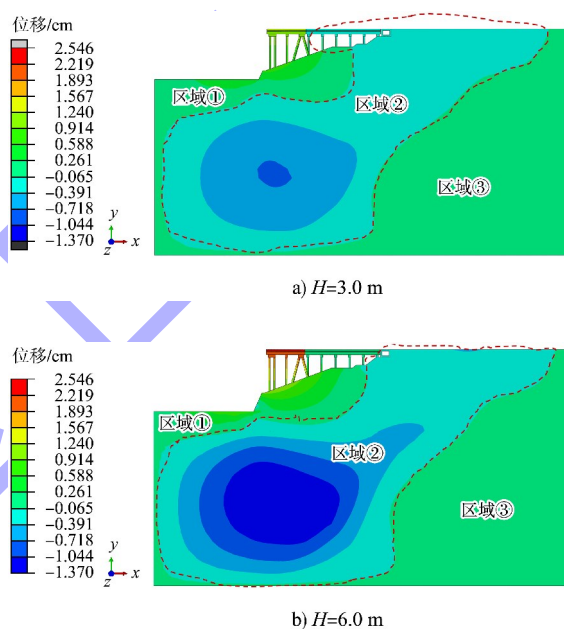 位移/cm
2.546
2.219
1.893
1.567
1.240
0.914
0.588
0.261
-0.065
-0.391
-0.718
-1.044
-1.370
y
z x
区域①
区域②
区域③
a) H=3.0 m
位移/cm
2.546
2.219
1.893
1.567
1.240
0.914
0.588
0.261
-0.065
-0.391
-0.718
-1.044
-1.370
y
z x
区域①
区域②
区域③
b) H=6.0 m